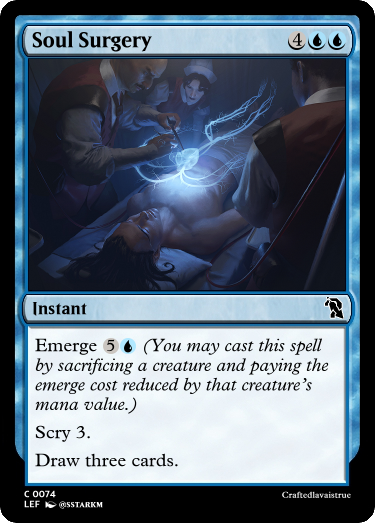 Soul Surgery 4
Instant
Emerge 5 (You may cast this spell
by sacrificing a creature and paying the
emerge cost reduced by that creature's
mana value.)
Scry 3.
Draw three cards.
C 0074
LEF @SSTARKM
Craftedlavaistrue